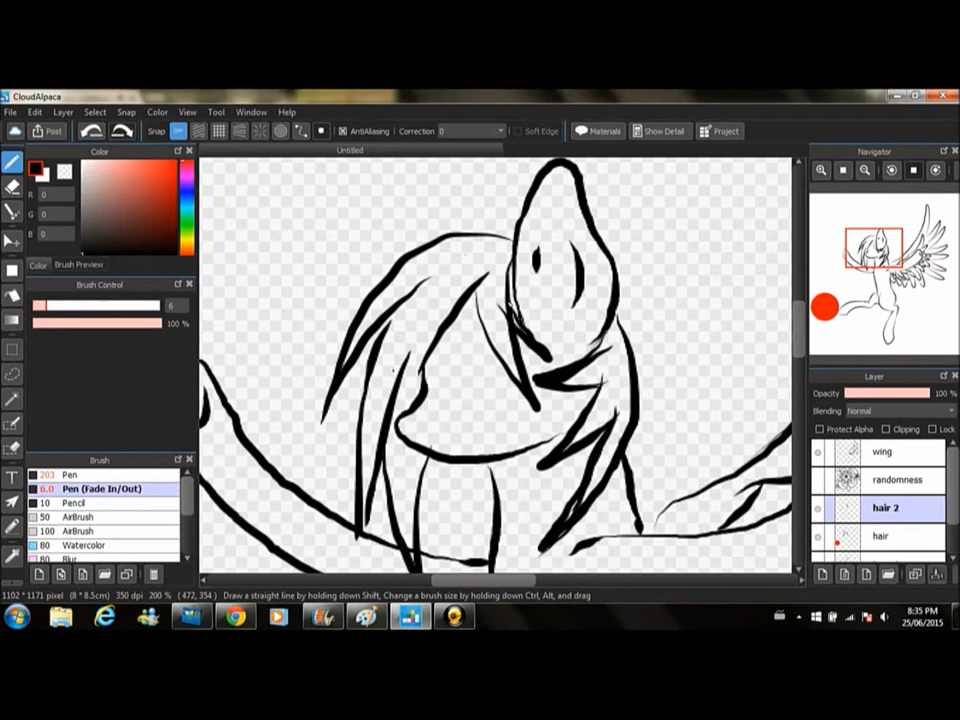 CloudAlpaca
File Edit Layer Select Snap Color View Tool Window Help
Post Snap OFF AntiAliasing Correction 0 Soft Edge Materials Show Detail Project
Color
Untitled
Navigator
R 0
G 0
B 0
Color Brush Preview
Brush Control
6
100 %
Layer
Opacity 100 %
Blending Normal
Protect Alpha Clipping Lock
wing
randomness
hair 2
hair
Brush
203 Pen
6.0 Pen (Fade In/Out)
10 Pencil
50 AirBrush
100 AirBrush
80 Watercolor
80 Blur
1102 * 1171 pixel (8 * 8.5cm) 350 dpi 200 % (472, 354) Draw a straight line by holding down Shift, Change a brush size by holding down Ctrl, Alt, and drag
8:35 PM
25/06/2015